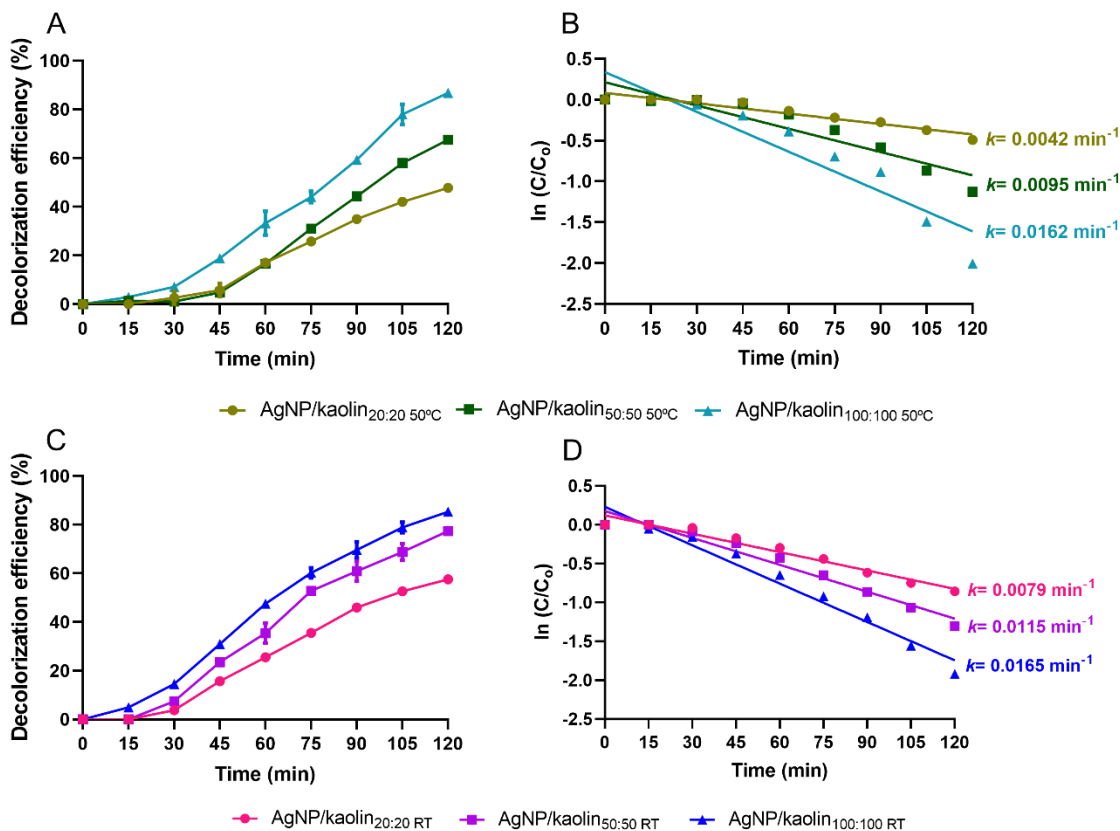 A
Decolorization efficiency (%)
100
80
60
40
20
0
0 15 30 45 60 75 90 105 120
Time (min)
B
ln (C/Co)
0.5
0.0
-0.5
-1.0
-1.5
-2.0
-2.5
k= 0.0042 min-1
k= 0.0095 min-1
k= 0.0162 min-1
0 15 30 45 60 75 90 105 120
Time (min)
AgNP/kaolin20:20 50ºC AgNP/kaolin50:50 50ºC AgNP/kaolin100:100 50ºC
C
Decolorization efficiency (%)
100
80
60
40
20
0
0 15 30 45 60 75 90 105 120
Time (min)
D
ln (C/Co)
0.5
0.0
-0.5
-1.0
-1.5
-2.0
-2.5
k= 0.0079 min-1
k= 0.0115 min-1
k= 0.0165 min-1
0 15 30 45 60 75 90 105 120
Time (min)
AgNP/kaolin20:20 RT AgNP/kaolin50:50 RT AgNP/kaolin100:100 RT